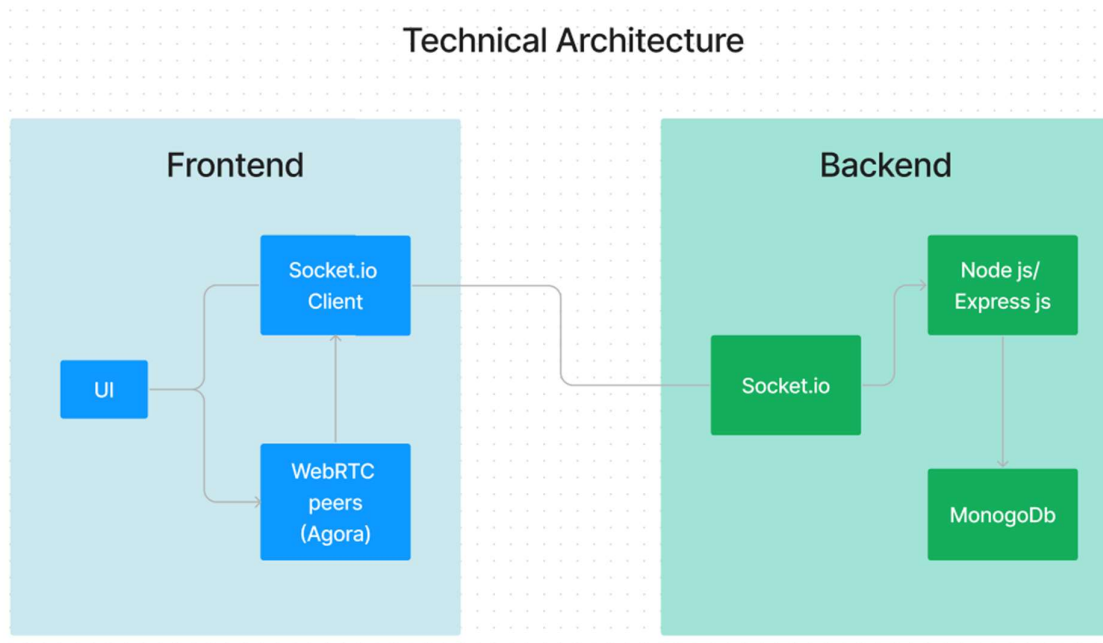 Technical Architecture
Frontend
Backend
Socket.io
Client
Node js/
Express js
UI
Socket.io
WebRTC
peers
(Agora)
MonogoDb